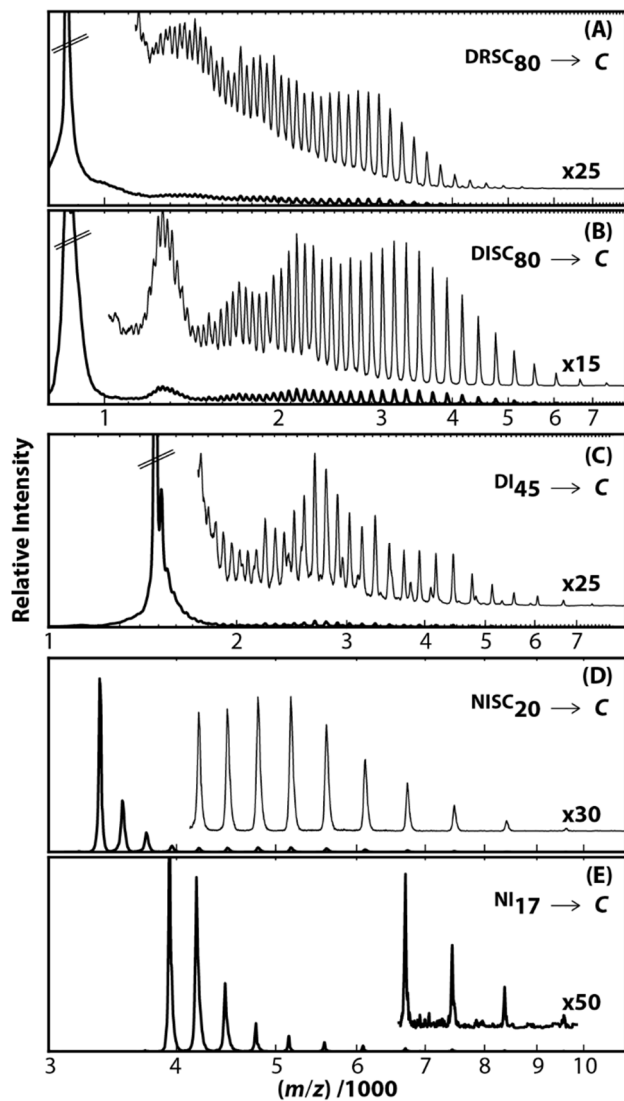 (A)
DRSC80 → C
x25
(B)
DISC80 → C
x15
1 2 3 4 5 6 7
(C)
DI45 → C
x25
1 2 3 4 5 6 7
(D)
NISC20 → C
x30
(E)
NI17 → C
x50
3 4 5 6 7 8 9 10
(m/z) /1000
Relative Intensity